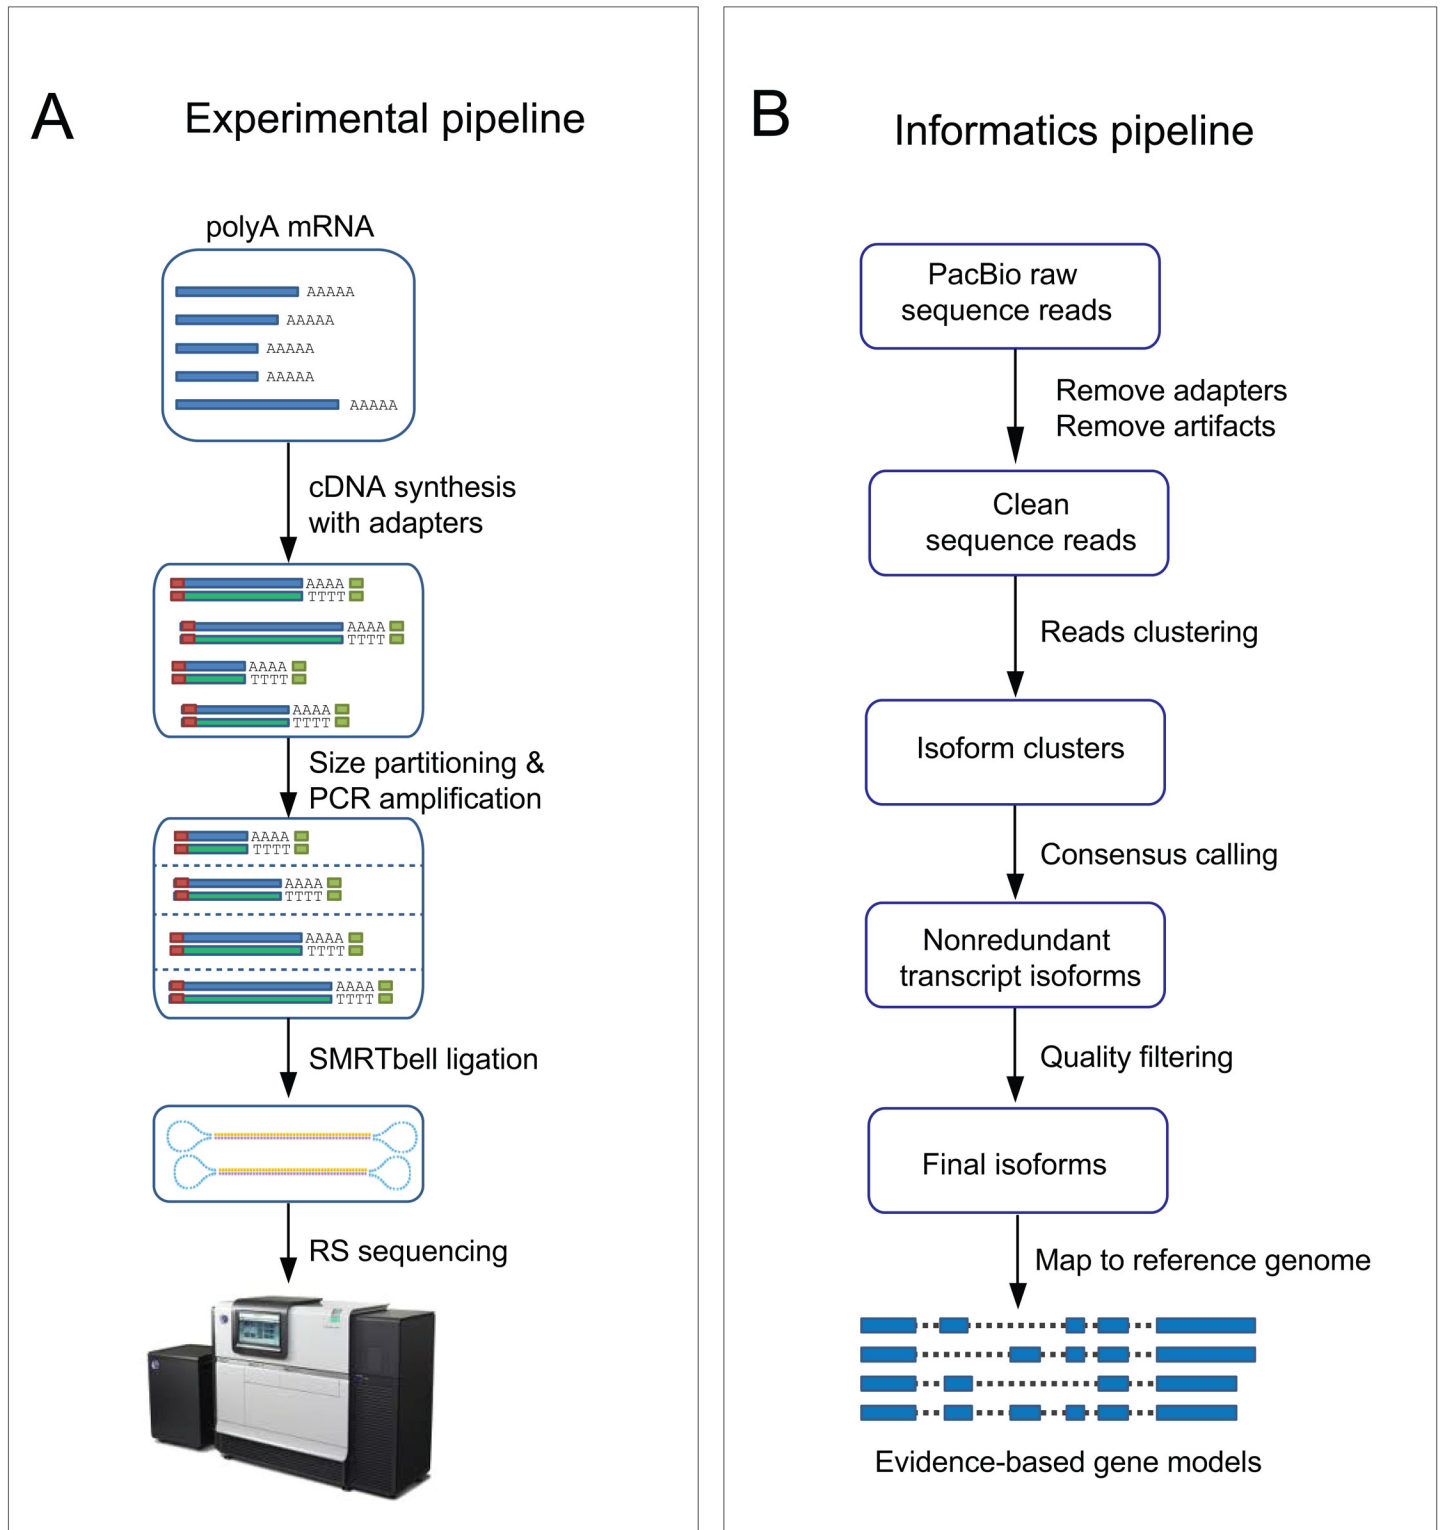 A
Experimental pipeline
polyA mRNA
AAAAA
AAAAA
AAAAA
AAAAA
AAAAA
cDNA synthesis
with adapters
AAAA
TTTT
AAAA
TTTT
AAAA
TTTT
AAAA
TTTT
Size partitioning &
PCR amplification
AAAA
TTTT
AAAA
TTTT
AAAA
TTTT
AAAA
TTTT
SMRTbell ligation
RS sequencing
B
Informatics pipeline
PacBio raw
sequence reads
Remove adapters
Remove artifacts
Clean
sequence reads
Reads clustering
Isoform clusters
Consensus calling
Nonredundant
transcript isoforms
Quality filtering
Final isoforms
Map to reference genome
Evidence-based gene models